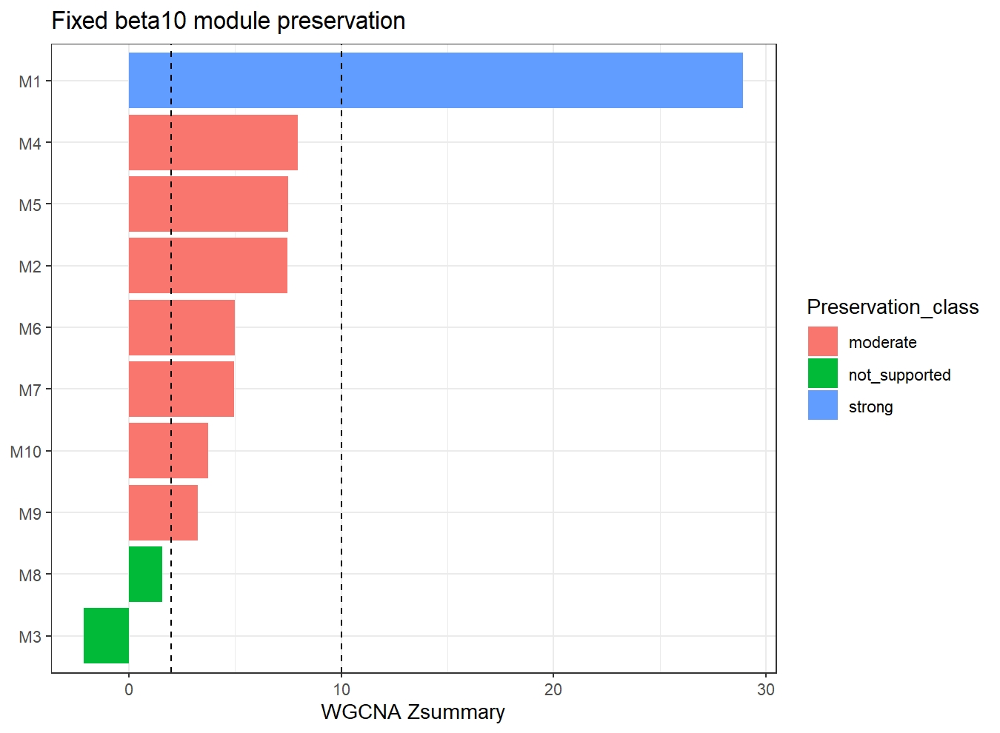 Fixed beta10 module preservation
M1
M4
M5
M2
M6
M7
M10
M9
M8
M3
0 10 20 30
WGCNA Zsummary
Preservation_class
moderate
not_supported
strong